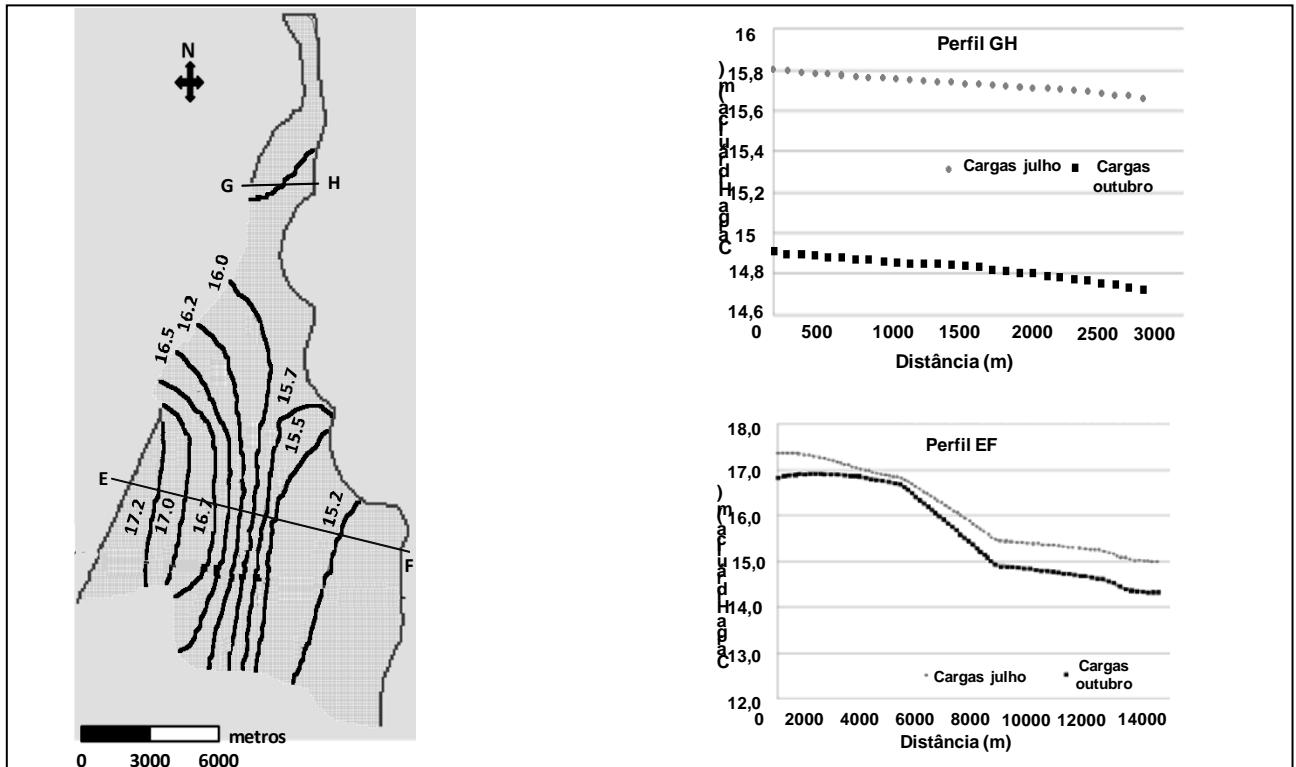 N
G
H
16.0
16.2
16.5
15.7
15.5
E
17.2
17.0
16.7
15.2
F
metros
0 3000 6000
Perfil GH
Carga Hidráulica (m)
16
15,8
15,6
15,4
15,2
15
14,8
14,6
Cargas julho
Cargas outubro
0 500 1000 1500 2000 2500 3000
Distância (m)
Perfil EF
Carga Hidráulica (m)
18,0
17,0
16,0
15,0
14,0
13,0
12,0
Cargas julho
Cargas outubro
0 2000 4000 6000 8000 10000 12000 14000
Distância (m)